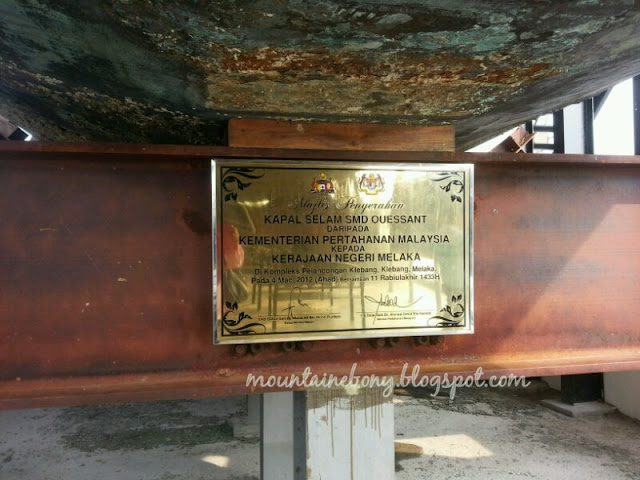 Majlis Penyerahan
KAPAL SELAM SMD OUESSANT
DARIPADA
KEMENTERIAN PERTAHANAN MALAYSIA
KEPADA
KERAJAAN NEGERI MELAKA
Di Kompleks Pelancongan Klebang, Klebang, Melaka
Pada 4 Mac 2012 (Ahad) Bersamaan 11 Rabiulakhir 1433H
mountainebony.blogspot.com